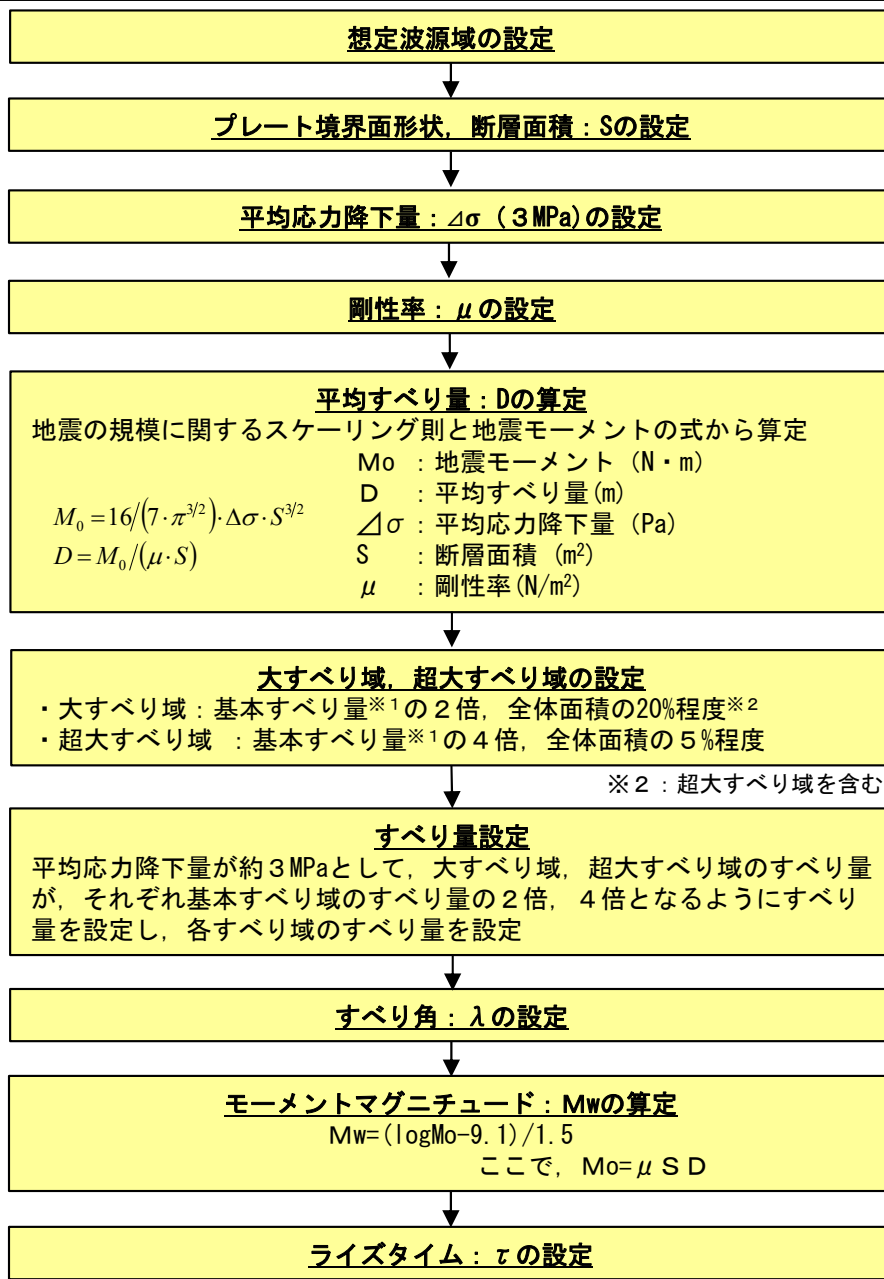 想定波源域の設定
プレート境界面形状，断層面積：Sの設定
平均応力降下量：⊿σ（３MPa)の設定
剛性率：μの設定
平均すべり量：Dの算定
地震の規模に関するスケーリング則と地震モーメントの式から算定
Ｍo ：地震モーメント（N・m）
Ｄ ：平均すべり量(m)
M₀ = 16/(7・π^{3/2})・Δσ・S^{3/2}
⊿σ：平均応力降下量（Pa）
D = M₀/(μ・S)
S ：断層面積（m²）
μ ：剛性率(N/m²)
大すべり域，超大すべり域の設定
・大すべり域：基本すべり量※¹の２倍，全体面積の20%程度※²
・超大すべり域 ：基本すべり量※¹の４倍，全体面積の５%程度
※２：超大すべり域を含む
すべり量設定
平均応力降下量が約３MPaとして，大すべり域，超大すべり域のすべり量
が，それぞれ基本すべり域のすべり量の２倍，４倍となるようにすべり
量を設定し，各すべり域のすべり量を設定
すべり角：λの設定
モーメントマグニチュード：Ｍwの算定
Ｍw=(logMo-9.1)/1.5
ここで，Ｍo=μＳＤ
ライズタイム：τの設定